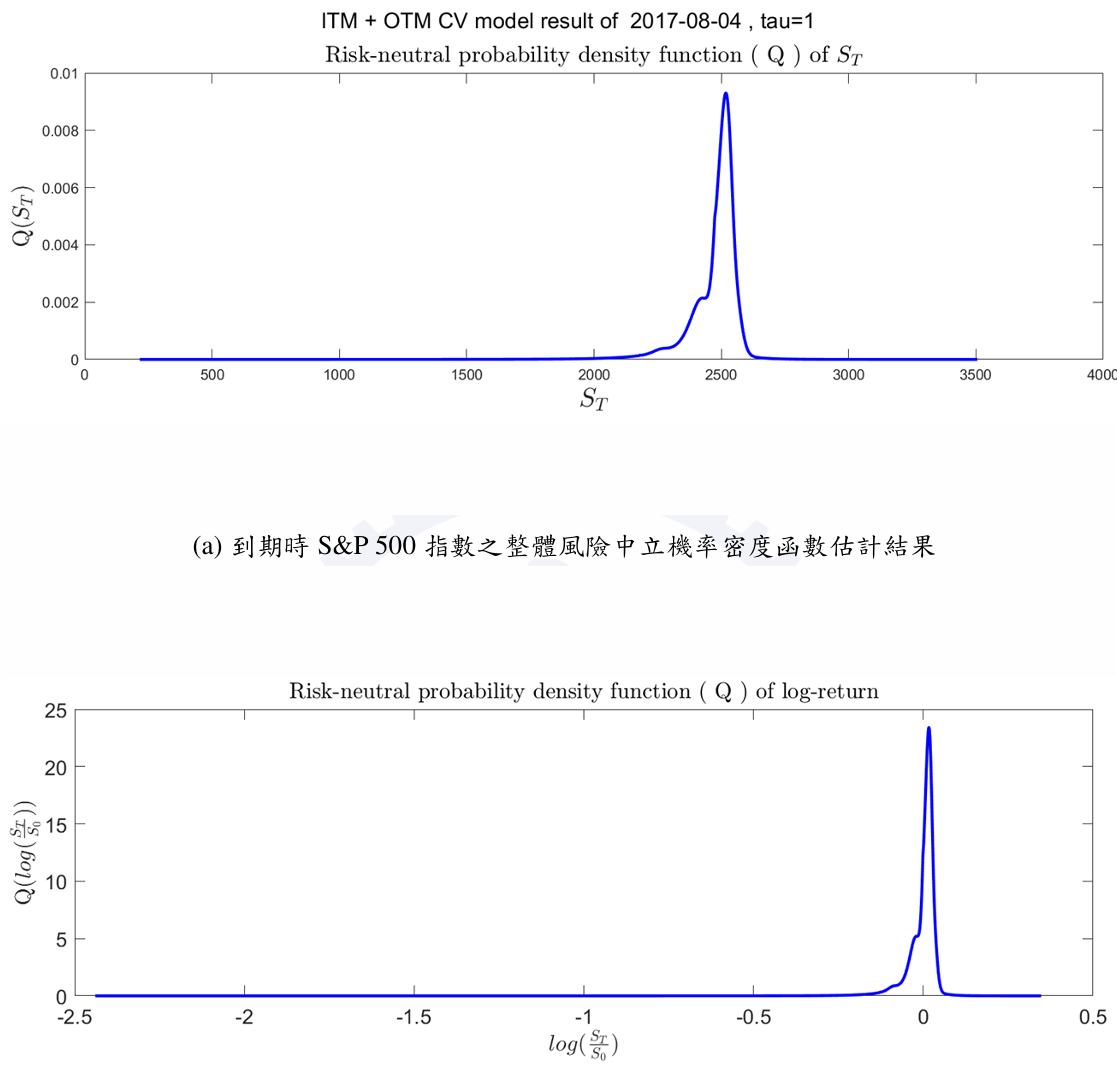 ITM + OTM CV model result of 2017-08-04 , tau=1
Risk-neutral probability density function ( Q ) of S_T
0.01
0.008
0.006
0.004
0.002
0
Q(S_T)
0 500 1000 1500 2000 2500 3000 3500 4000
S_T
(a) 到期時 S&P 500 指數之整體風險中立機率密度函數估計結果
Risk-neutral probability density function ( Q ) of log-return
25
20
15
10
5
0
Q(log(\frac{S_T}{S_0}))
-2.5 -2 -1.5 -1 -0.5 0 0.5
log(\frac{S_T}{S_0})